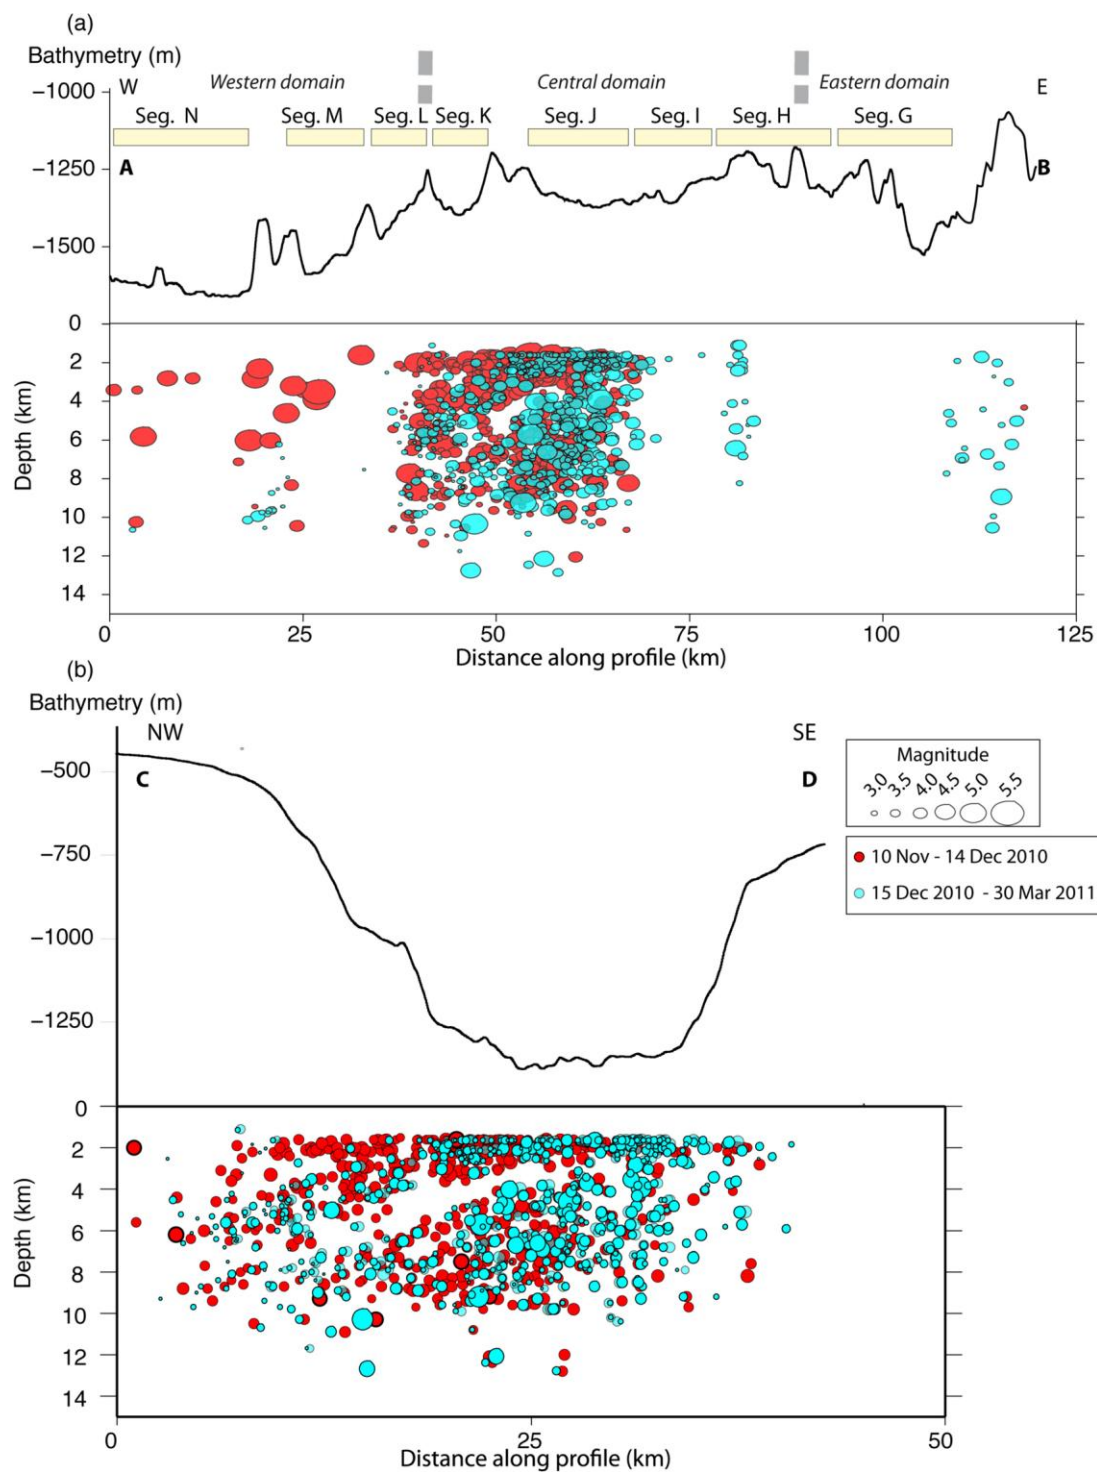 (a)
Bathymetry (m)
W Western domain Central domain Eastern domain E
−1000
Seg. N Seg. M Seg. L Seg. K Seg. J Seg. I Seg. H Seg. G
A B
−1250
−1500
0
2
4
6
8
10
12
14
Depth (km)
0 25 50 75 100 125
Distance along profile (km)
(b)
Bathymetry (m)
NW SE
C D
−500
−750
−1000
−1250
Magnitude
3.0 3.5 4.0 4.5 5.0 5.5
10 Nov - 14 Dec 2010
15 Dec 2010 - 30 Mar 2011
0
2
4
6
8
10
12
14
Depth (km)
0 25 50
Distance along profile (km)